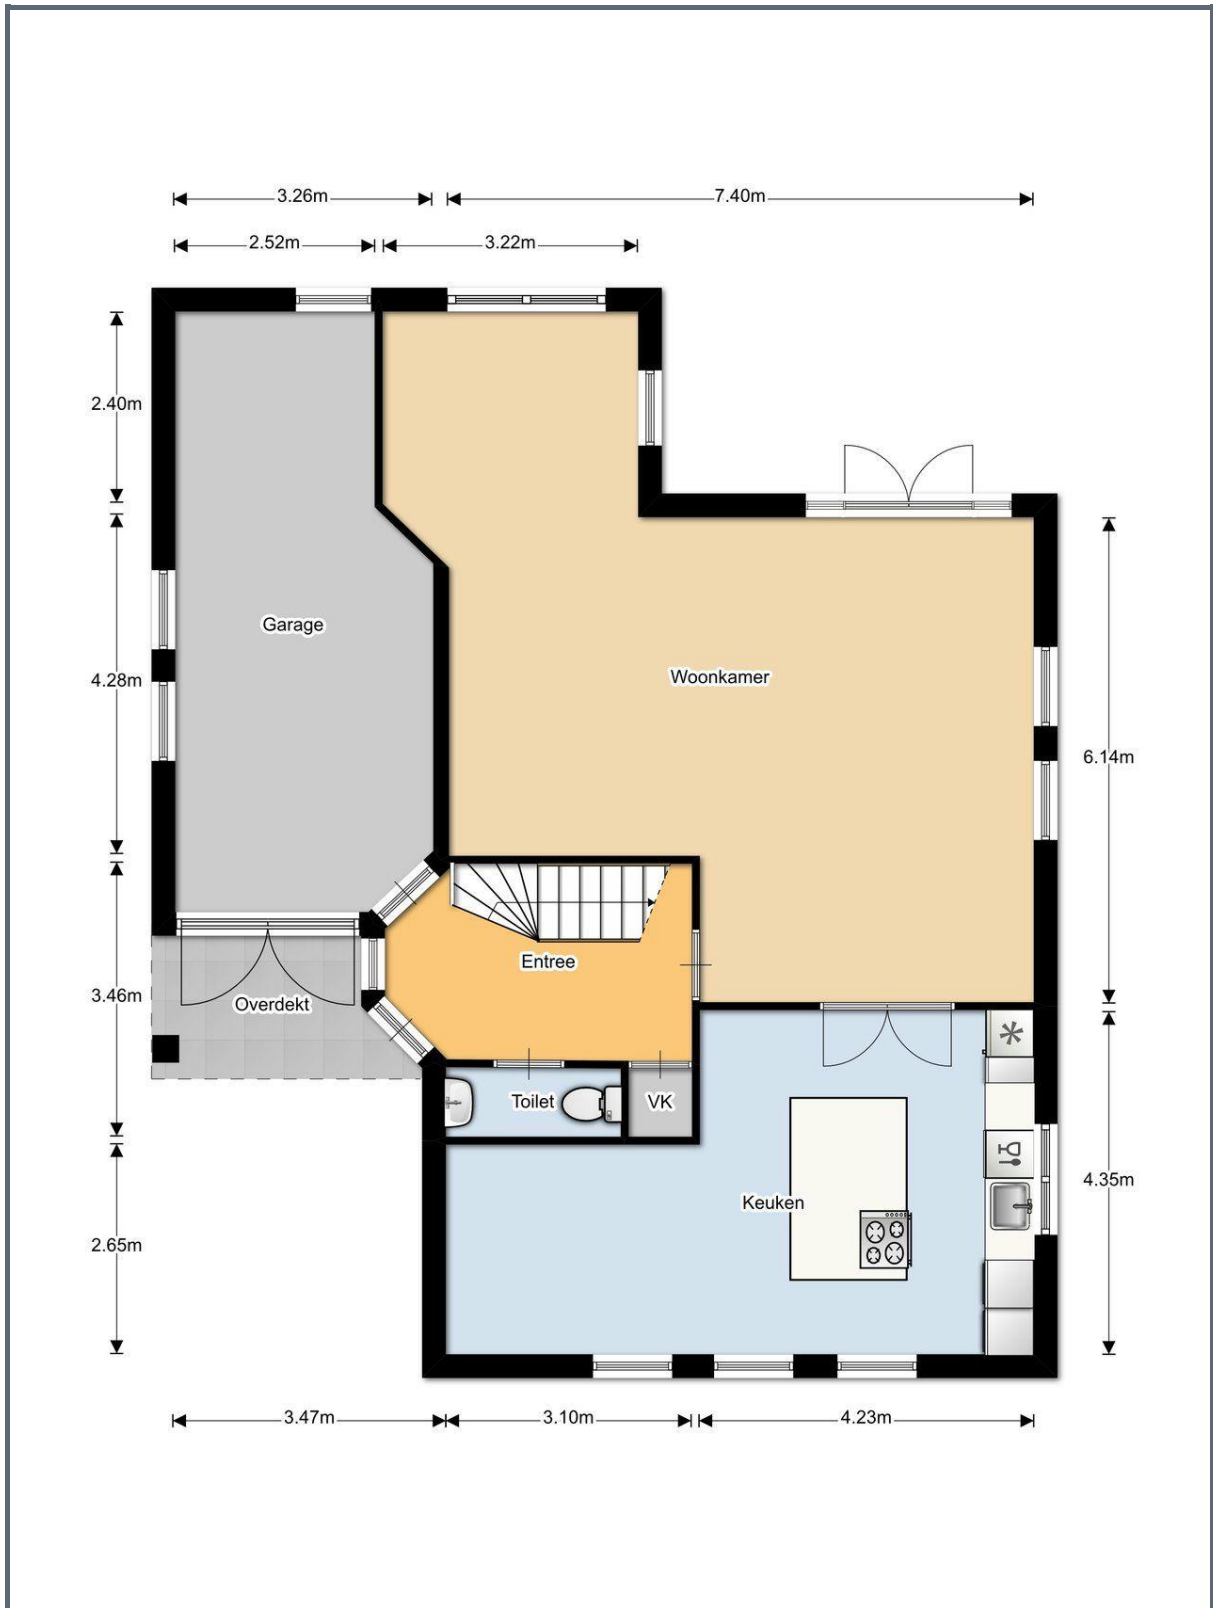 3.26m
7.40m
2.52m
3.22m
2.40m
Garage
Woonkamer
4.28m
6.14m
Entree
3.46m
Overdekt
Toilet
VK
4.35m
Keuken
2.65m
3.47m
3.10m
4.23m